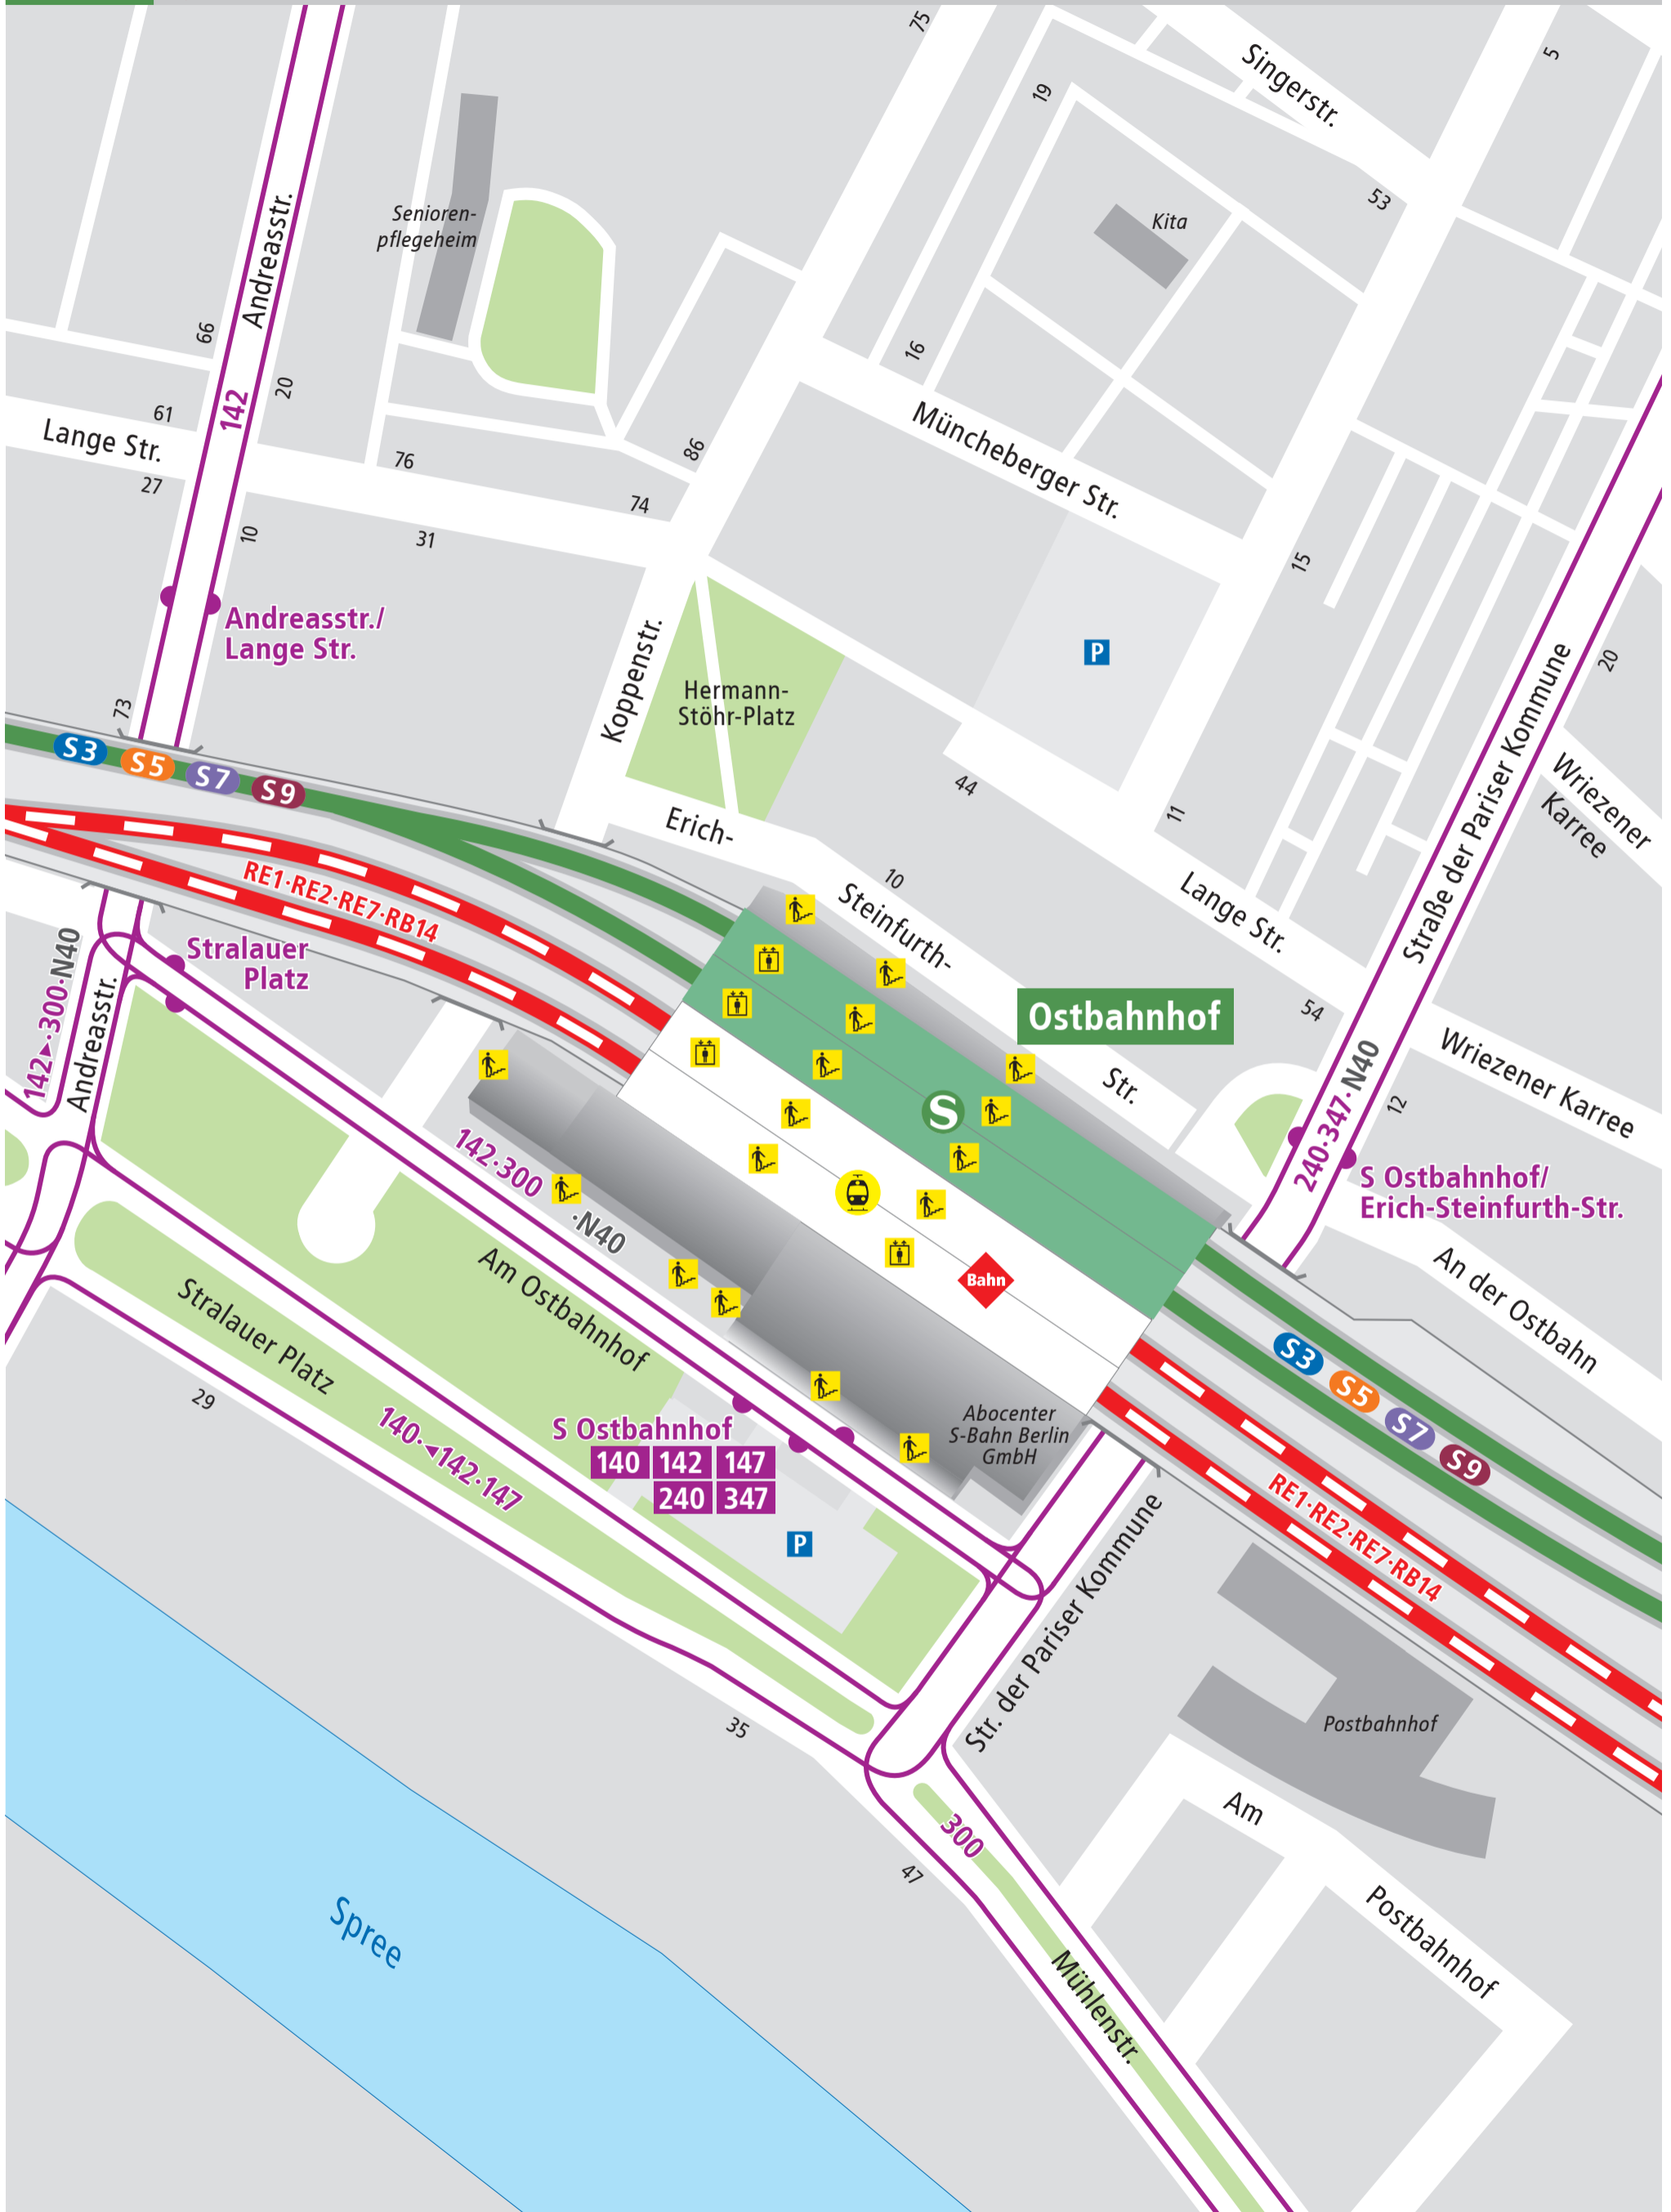 75
Singerstr.
5
19
53
Kita
Senioren-
pflegeheim
Andreasstr.
66
20
142
61
Lange Str.
27
76
86
74
31
10
16
Müncheberger Str.
15
Andreasstr./
Lange Str.
73
Koppenstr.
Hermann-
Stöhr-Platz
P
20
Straße der Pariser Kommune
Wriezener
Karree
44
11
S3
S5
S7
S9
Erich-
10
Steinfurth-
Str.
Lange Str.
RE1·RE2·RE7·RB14
Stralauer
Platz
142▸·300·N40
Andreasstr.
54
Ostbahnhof
Wriezener Karree
12
240·347·N40
S Ostbahnhof/
Erich-Steinfurth-Str.
S
142·300
·N40
Bahn
An der Ostbahn
Am Ostbahnhof
Stralauer Platz
29
140·◂142·147
S Ostbahnhof
140 142 147
240 347
P
Abocenter
S-Bahn Berlin
GmbH
S3
S5
S7
S9
RE1·RE2·RE7·RB14
Str. der Pariser Kommune
Postbahnhof
35
Am
Postbahnhof
300
47
Mühlenstr.
Spree